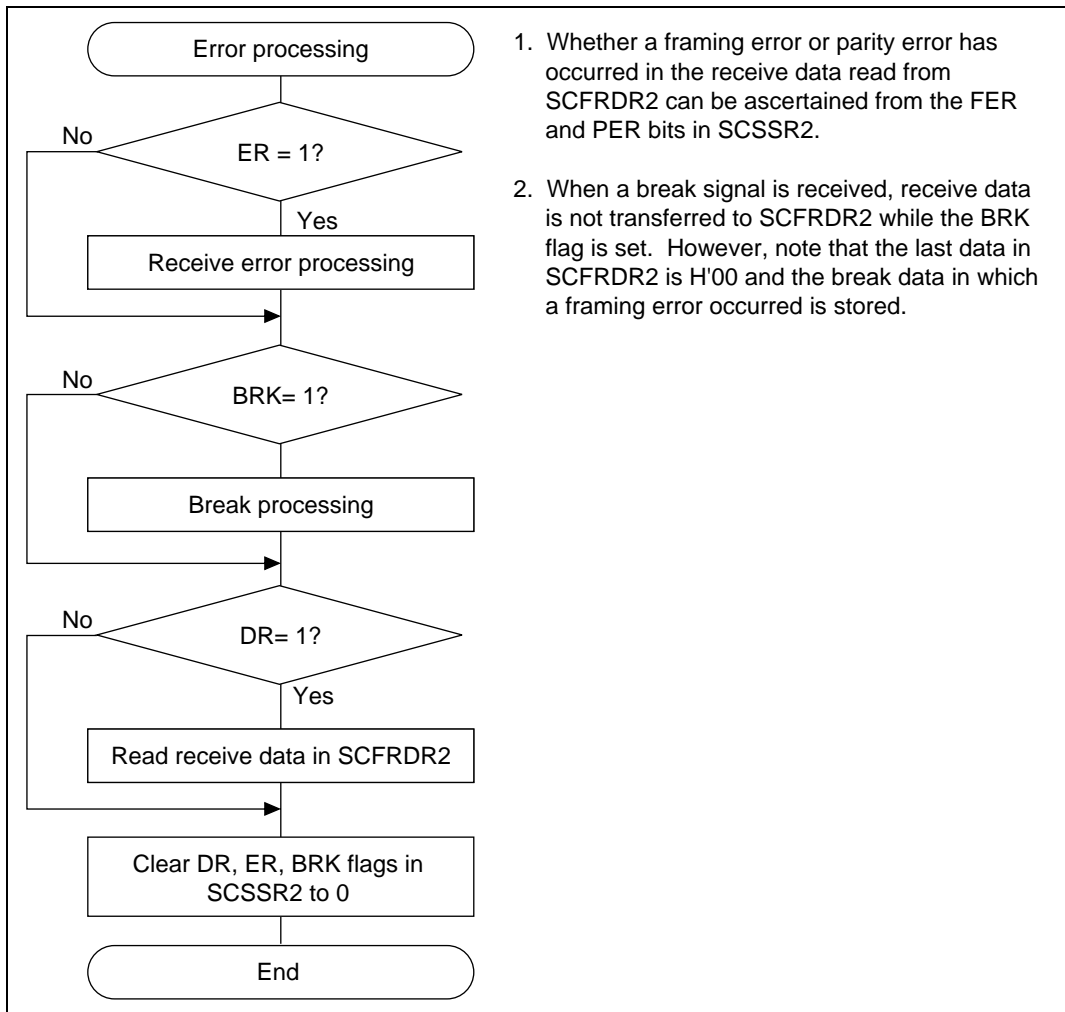 Error processing
No
ER = 1?
Yes
Receive error processing
No
BRK= 1?
Break processing
No
DR= 1?
Yes
Read receive data in SCFRDR2
Clear DR, ER, BRK flags in
SCSSR2 to 0
End
1. Whether a framing error or parity error has
occurred in the receive data read from
SCFRDR2 can be ascertained from the FER
and PER bits in SCSSR2.
2. When a break signal is received, receive data
is not transferred to SCFRDR2 while the BRK
flag is set. However, note that the last data in
SCFRDR2 is H'00 and the break data in which
a framing error occurred is stored.